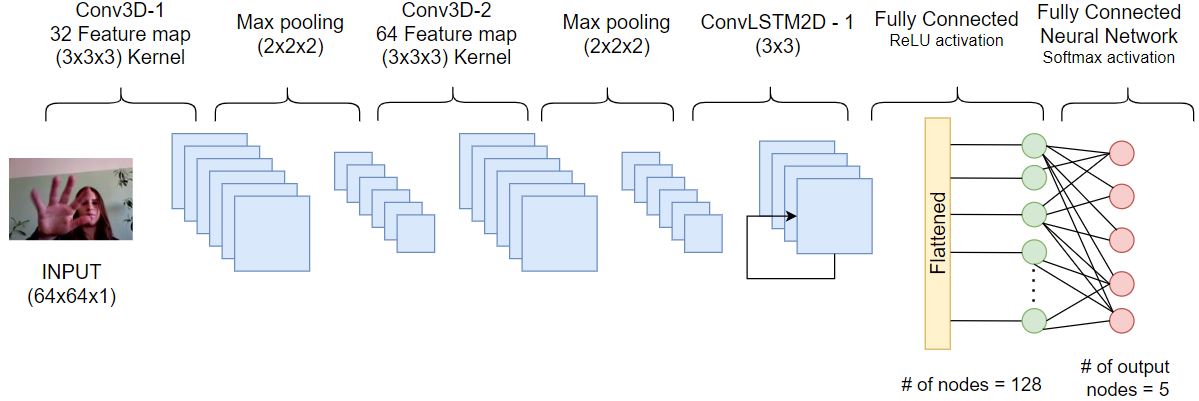 Conv3D-1
32 Feature map
(3x3x3) Kernel
Max pooling
(2x2x2)
Conv3D-2
64 Feature map
(3x3x3) Kernel
Max pooling
(2x2x2)
ConvLSTM2D - 1
(3x3)
Fully Connected
ReLU activation
Fully Connected
Neural Network
Softmax activation
INPUT
(64x64x1)
Flattened
# of nodes = 128
# of output
nodes = 5